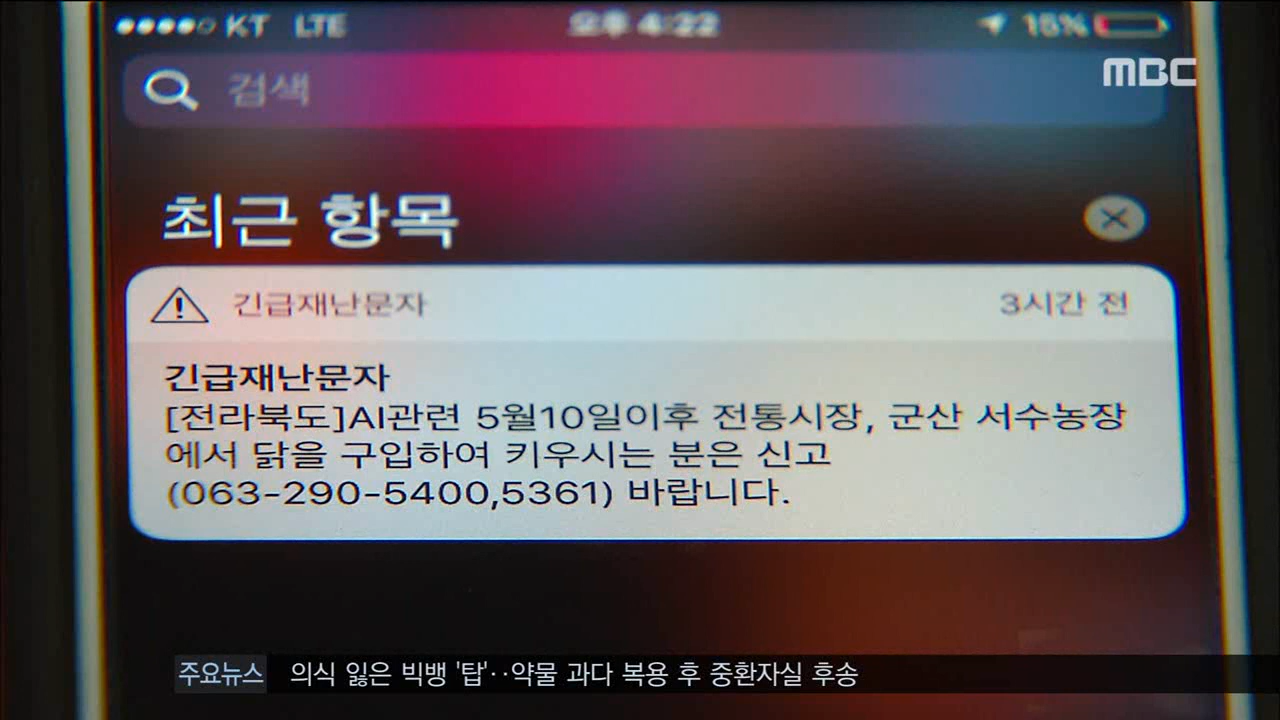 KT LTE 오후 4:22 15%
MBC
검색
최근 항목
긴급재난문자 3시간 전
긴급재난문자
[전라북도]AI관련 5월10일이후 전통시장, 군산 서수농장
에서 닭을 구입하여 키우시는 분은 신고
(063-290-5400,5361) 바랍니다.
주요뉴스 의식 잃은 빅뱅 '탑'‥약물 과다 복용 후 중환자실 후송